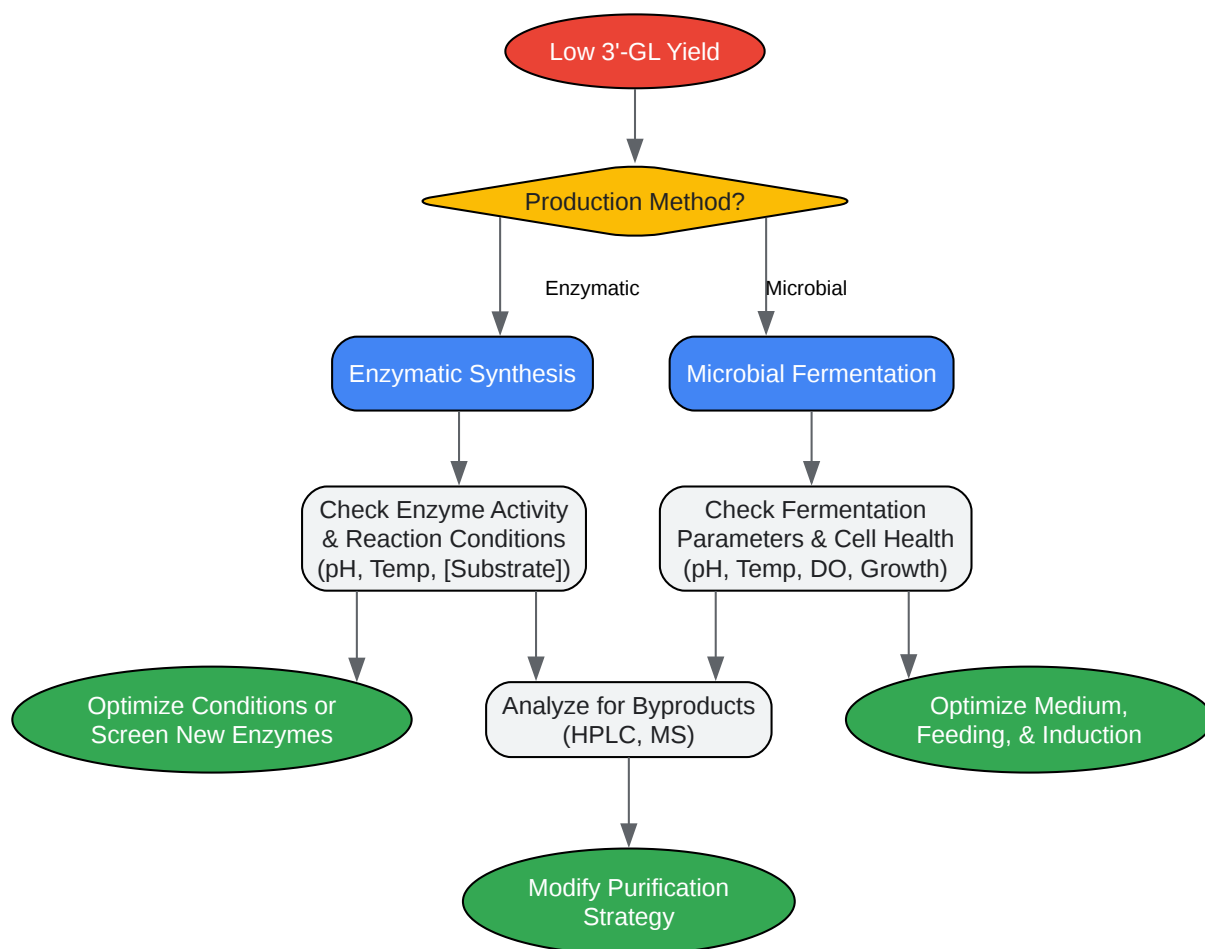 Low 3'-GL Yield
Production Method?
Enzymatic
Microbial
Enzymatic Synthesis
Microbial Fermentation
Check Enzyme Activity
& Reaction Conditions
(pH, Temp, [Substrate])
Check Fermentation
Parameters & Cell Health
(pH, Temp, DO, Growth)
Optimize Conditions or
Screen New Enzymes
Analyze for Byproducts
(HPLC, MS)
Optimize Medium,
Feeding, & Induction
Modify Purification
Strategy